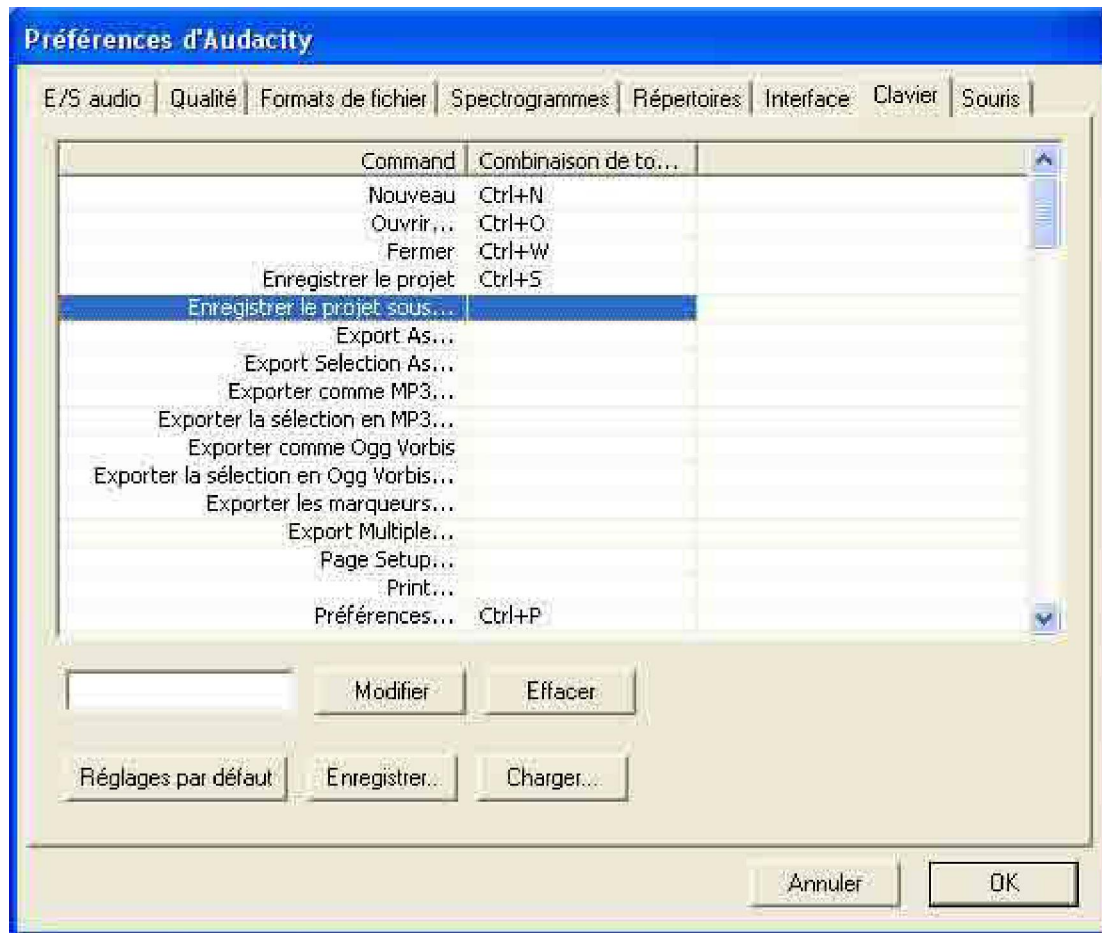 Préférences d'Audacity
E/S audio Qualité Formats de fichier Spectrogrammes Répertoires Interface Clavier Souris
Command Combinaison de to...
Nouveau Ctrl+N
Ouvrir... Ctrl+O
Fermer Ctrl+W
Enregistrer le projet Ctrl+S
Enregistrer le projet sous...
Export As...
Export Selection As...
Exporter comme MP3...
Exporter la sélection en MP3...
Exporter comme Ogg Vorbis
Exporter la sélection en Ogg Vorbis...
Exporter les marqueurs...
Export Multiple...
Page Setup...
Print...
Préférences... Ctrl+P
Modifier Effacer
Réglages par défaut Enregistrer... Charger...
Annuler OK